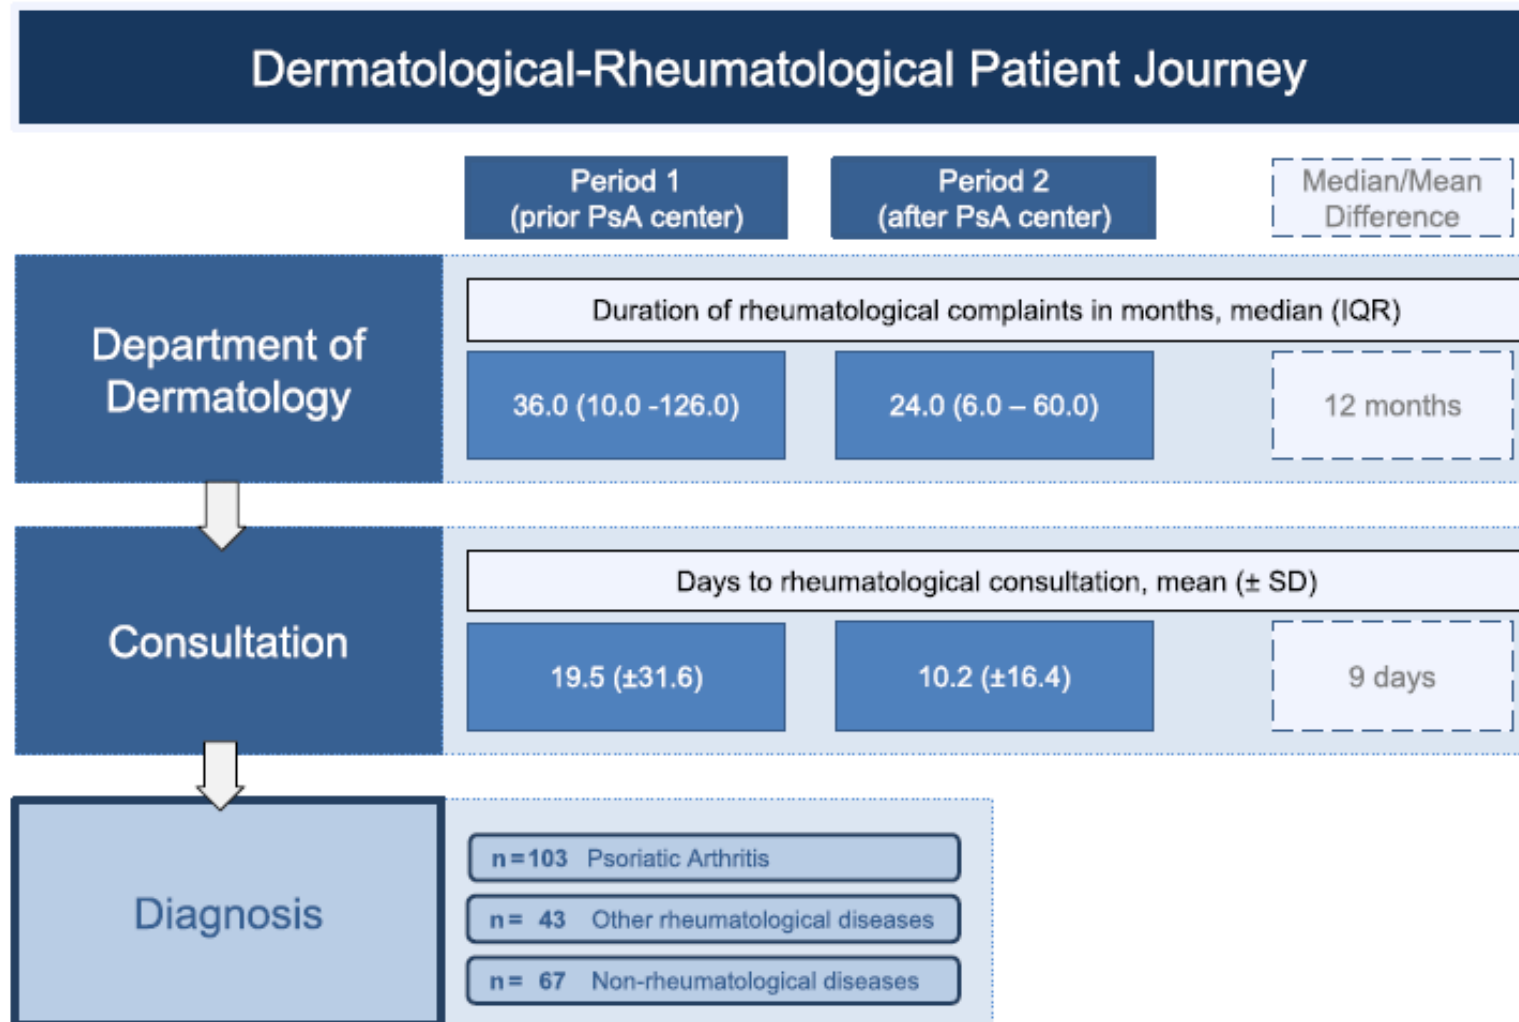 Dermatological-Rheumatological Patient Journey
Period 1
(prior PsA center)
Period 2
(after PsA center)
Median/Mean
Difference
Department of
Dermatology
Duration of rheumatological complaints in months, median (IQR)
36.0 (10.0 -126.0)
24.0 (6.0 – 60.0)
12 months
Consultation
Days to rheumatological consultation, mean (± SD)
19.5 (±31.6)
10.2 (±16.4)
9 days
Diagnosis
n=103 Psoriatic Arthritis
n= 43 Other rheumatological diseases
n= 67 Non-rheumatological diseases